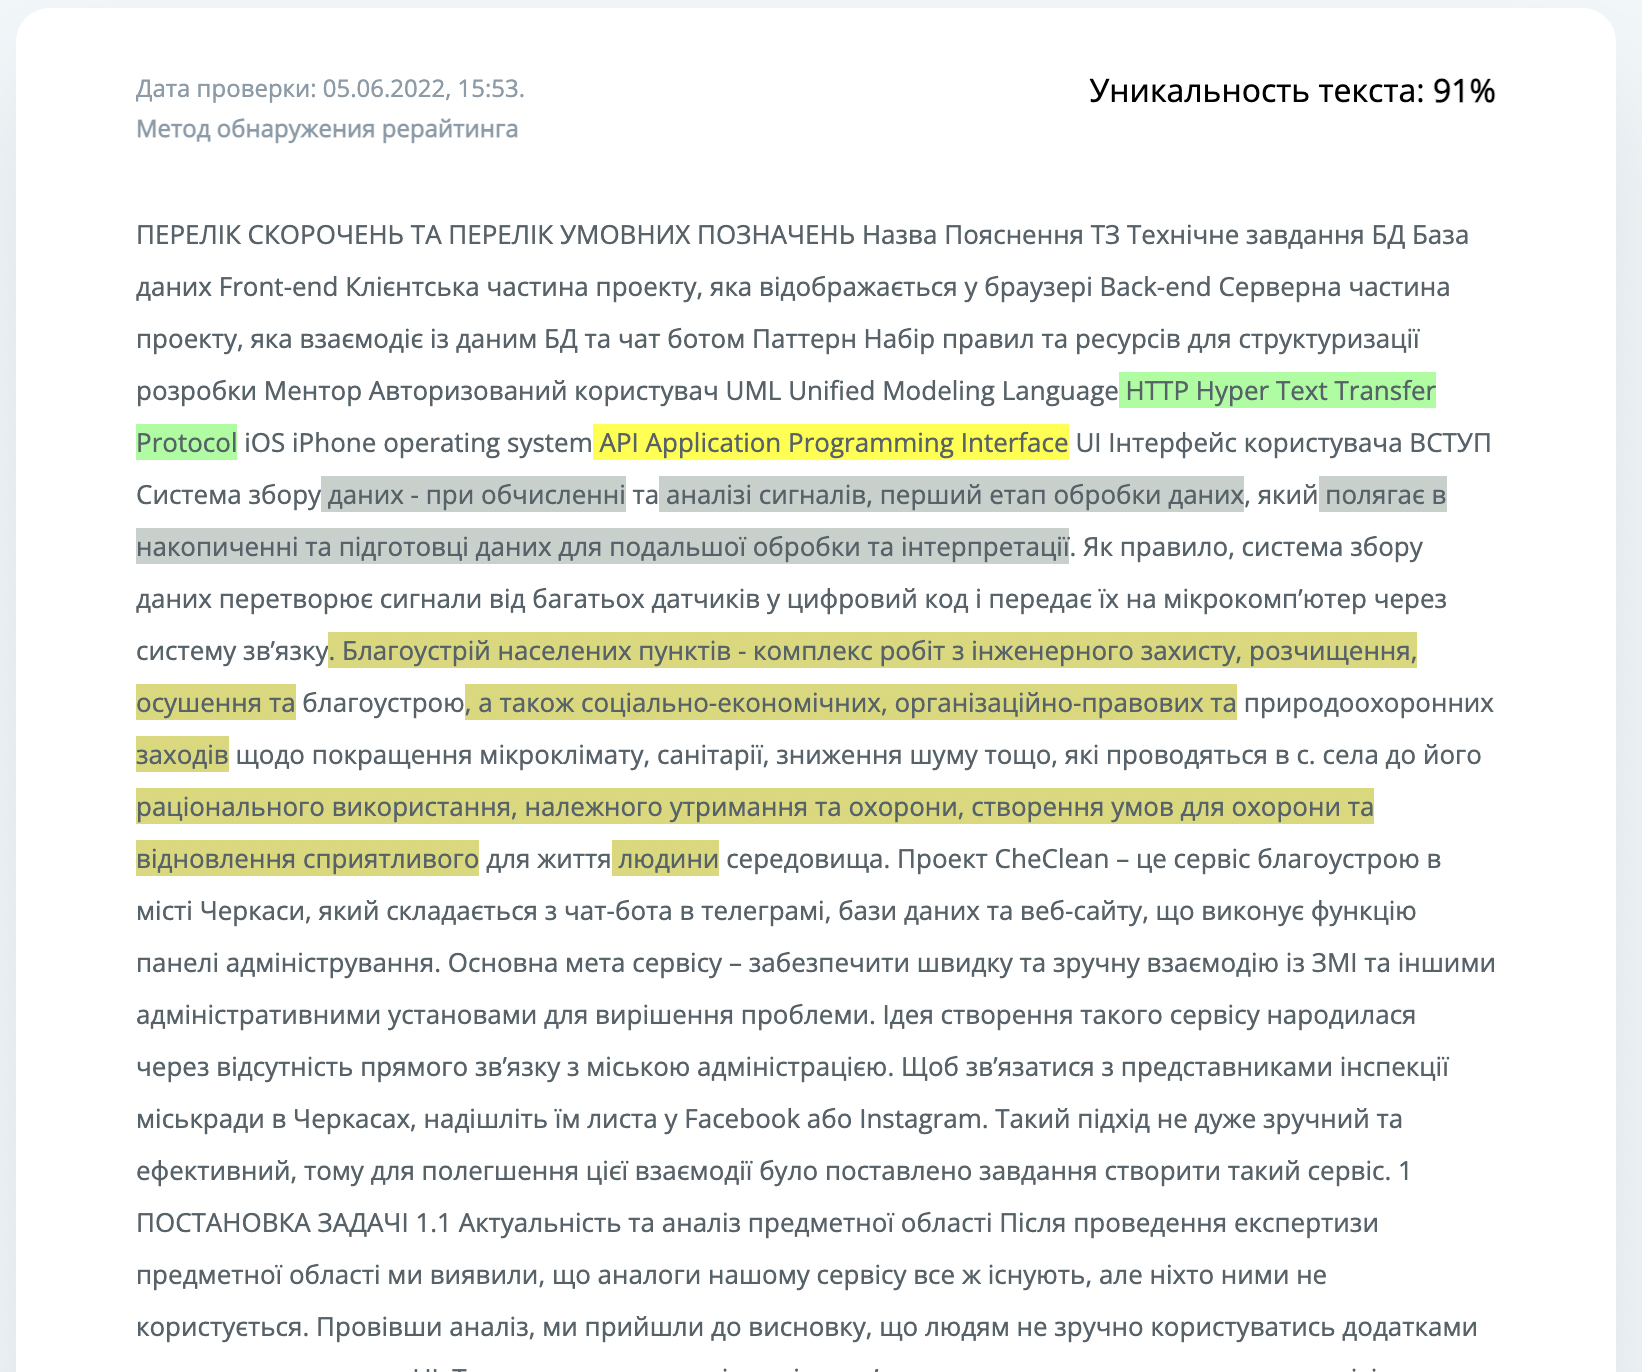 Дата проверки: 05.06.2022, 15:53.
Уникальность текста: 91%
Метод обнаружения рерайтинга
ПЕРЕЛІК СКОРОЧЕНЬ ТА ПЕРЕЛІК УМОВНИХ ПОЗНАЧЕНЬ Назва Пояснення ТЗ Технічне завдання БД База
даних Front-end Клієнтська частина проекту, яка відображається у браузері Back-end Серверна частина
проекту, яка взаємодіє із даним БД та чат ботом Паттерн Набір правил та ресурсів для структуризації
розробки Ментор Авторизований користувач UML Unified Modeling Language HTTP Hyper Text Transfer
Protocol iOS iPhone operating system API Application Programming Interface UI Інтерфейс користувача ВСТУП
Система збору даних - при обчисленні та аналізі сигналів, перший етап обробки даних, який полягає в
накопиченні та підготовці даних для подальшої обробки та інтерпретації. Як правило, система збору
даних перетворює сигнали від багатьох датчиків у цифровий код і передає їх на мікрокомп’ютер через
систему зв’язку. Благоустрій населених пунктів - комплекс робіт з інженерного захисту, розчищення,
осушення та благоустрою, а також соціально-економічних, організаційно-правових та природоохоронних
заходів щодо покращення мікроклімату, санітарії, зниження шуму тощо, які проводяться в с. села до його
раціонального використання, належного утримання та охорони, створення умов для охорони та
відновлення сприятливого для життя людини середовища. Проект CheClean – це сервіс благоустрою в
місті Черкаси, який складається з чат-бота в телеграмі, бази даних та веб-сайту, що виконує функцію
панелі адміністрування. Основна мета сервісу – забезпечити швидку та зручну взаємодію із ЗМІ та іншими
адміністративними установами для вирішення проблеми. Ідея створення такого сервісу народилася
через відсутність прямого зв’язку з міською адміністрацією. Щоб зв’язатися з представниками інспекції
міськради в Черкасах, надішліть їм листа у Facebook або Instagram. Такий підхід не дуже зручний та
ефективний, тому для полегшення цієї взаємодії було поставлено завдання створити такий сервіс. 1
ПОСТАНОВКА ЗАДАЧІ 1.1 Актуальність та аналіз предметної області Після проведення експертизи
предметної області ми виявили, що аналоги нашому сервісу все ж існують, але ніхто ними не
користується. Провівши аналіз, ми прийшли до висновку, що людям не зручно користуватись додатками